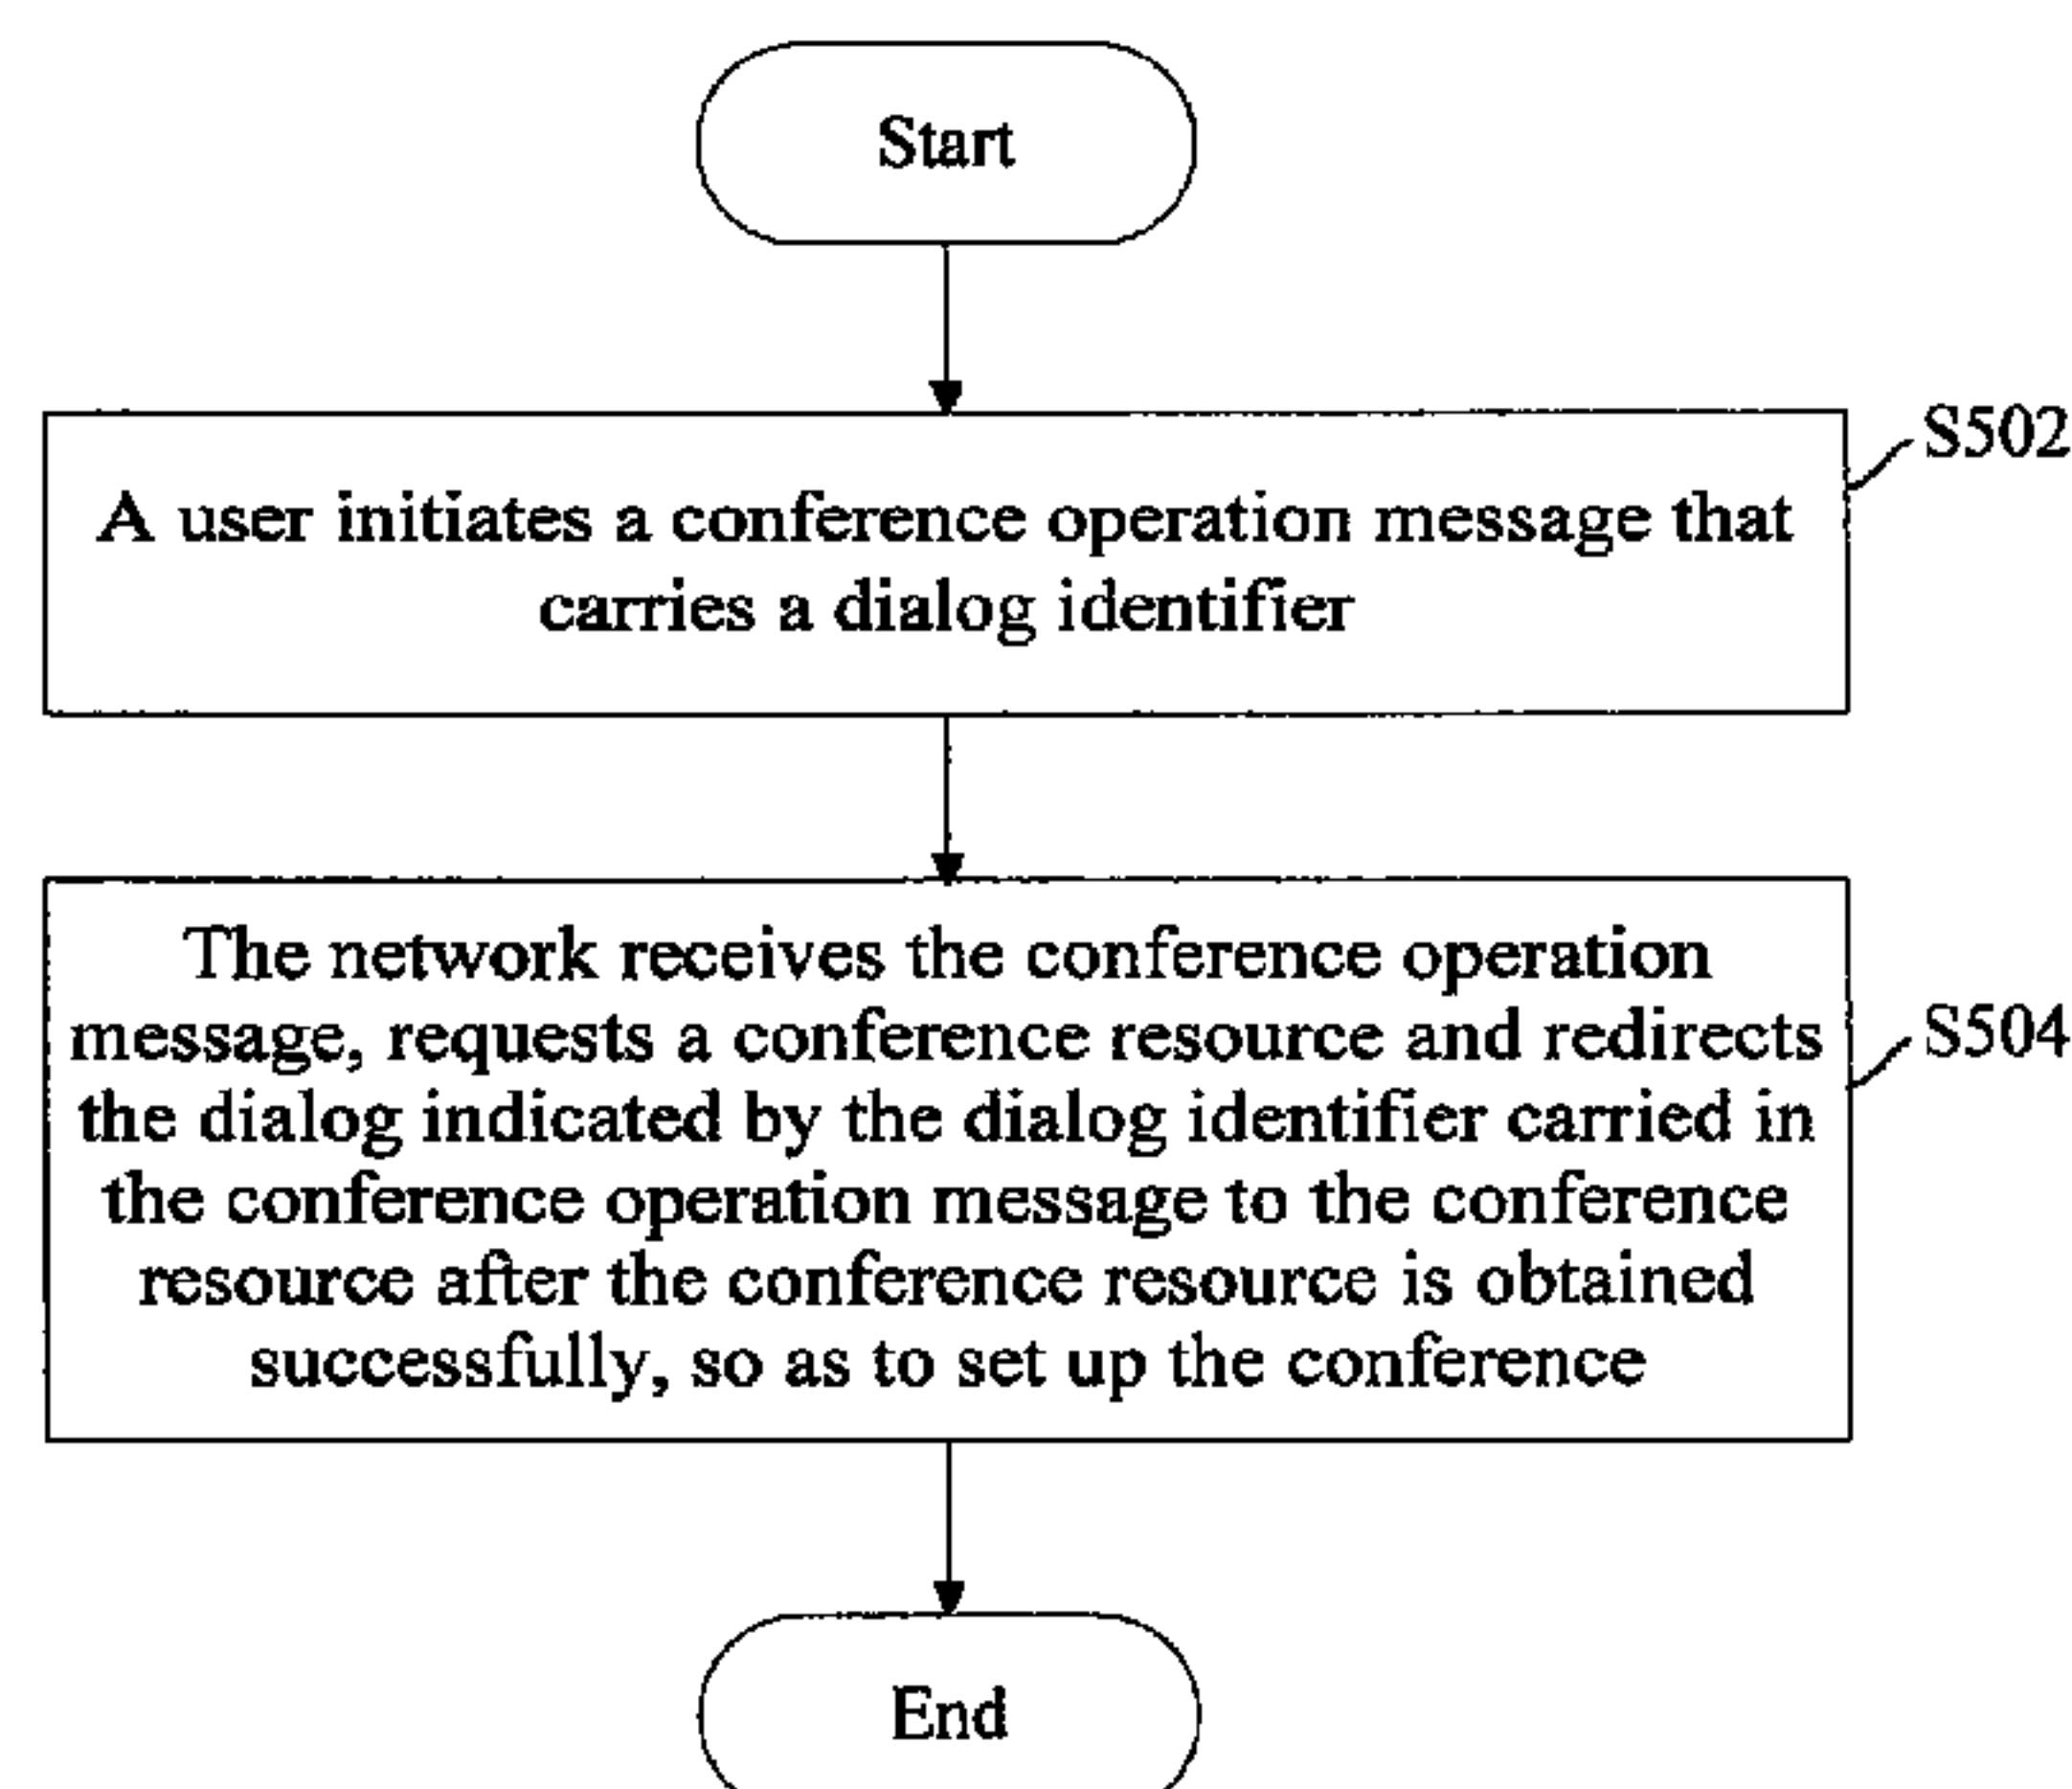 Start
S502
A user initiates a conference operation message that
carries a dialog identifier
The network receives the conference operation
message, requests a conference resource and redirects
S504
the dialog indicated by the dialog identifier carried in
the conference operation message to the conference
resource after the conference resource is obtained
successfully, so as to set up the conference
End